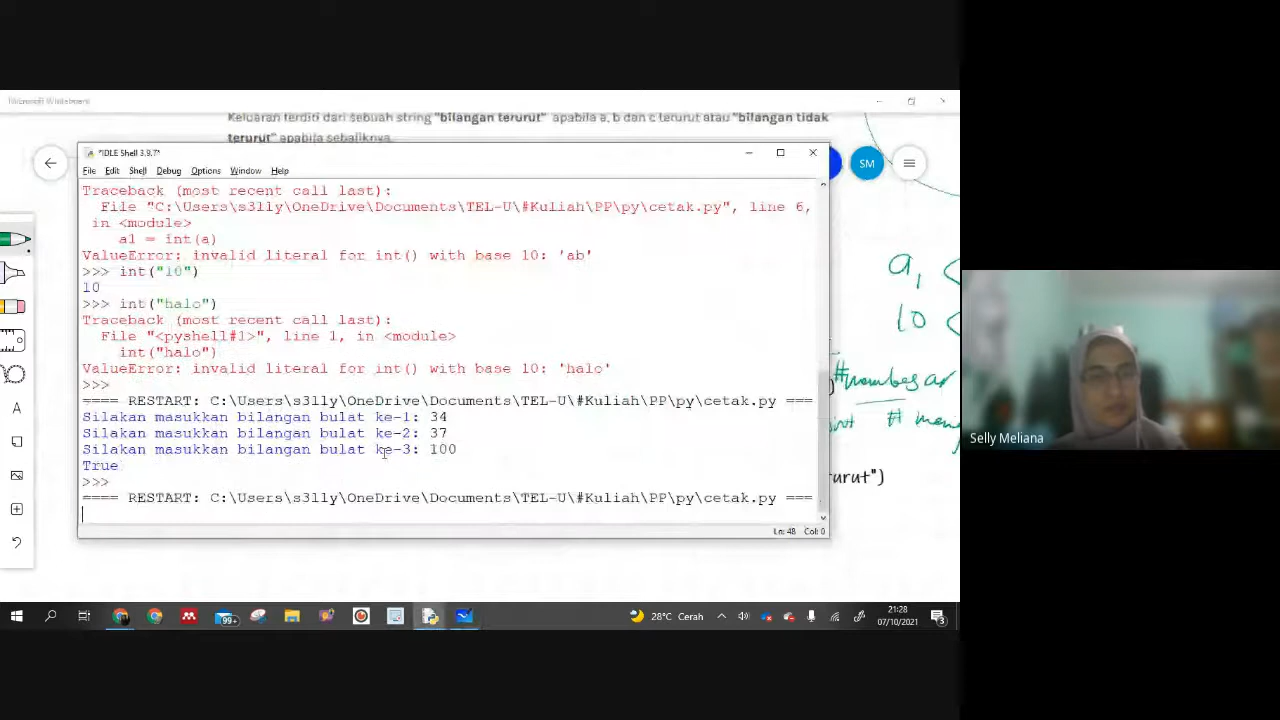 Microsoft Whiteboard
Keluaran terdiri dari sebuah string "bilangan terurut" apabila a, b dan c terurut atau "bilangan tidak
terurut" apabila sebaliknya.
SM
*IDLE Shell 3.9.7*
File Edit Shell Debug Options Window Help
Traceback (most recent call last):
File "C:\Users\s3lly\OneDrive\Documents\TEL-U\#Kuliah\PP\py\cetak.py", line 6,
in <module>
a1 = int(a)
ValueError: invalid literal for int() with base 10: 'ab'
>>> int("10")
10
>>> int("halo")
Traceback (most recent call last):
File "<pyshell#1>", line 1, in <module>
int("halo")
ValueError: invalid literal for int() with base 10: 'halo'
>>>
==== RESTART: C:\Users\s3lly\OneDrive\Documents\TEL-U\#Kuliah\PP\py\cetak.py ===
Silakan masukkan bilangan bulat ke-1: 34
Silakan masukkan bilangan bulat ke-2: 37
Silakan masukkan bilangan bulat ke-3: 100
True
>>>
==== RESTART: C:\Users\s3lly\OneDrive\Documents\TEL-U\#Kuliah\PP\py\cetak.py ===
Ln: 48 Col: 0
a1 <
10 <
urut")
A
Selly Meliana
99+
28°C Cerah
21:28
07/10/2021
3